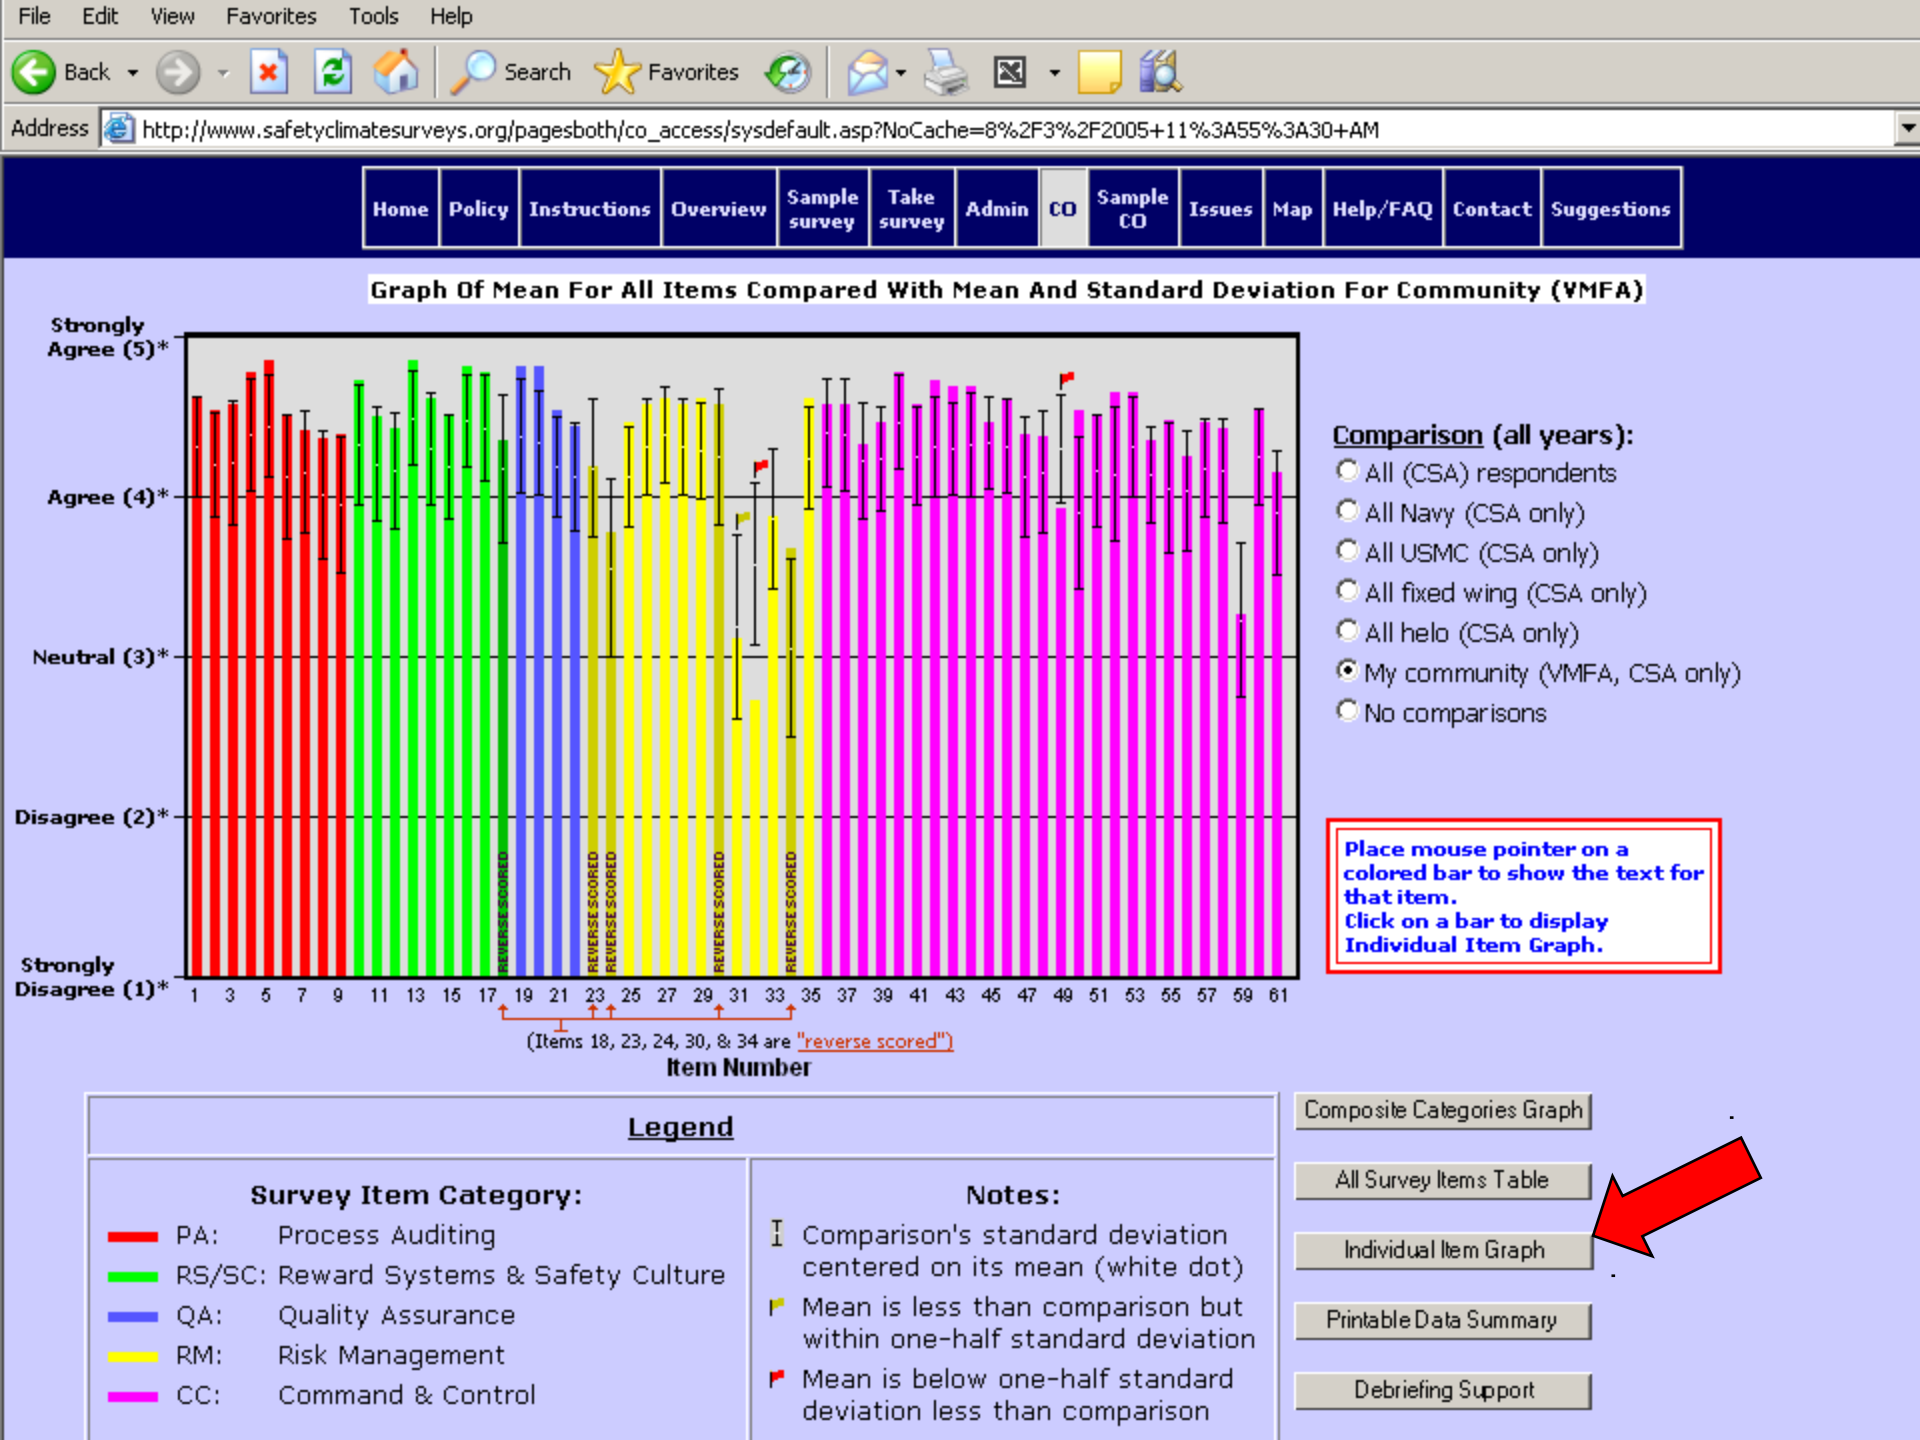 File Edit View Favorites Tools Help
Back Search Favorites
Address http://www.safetyclimatesurveys.org/pagesboth/co_access/sysdefault.asp?NoCache=8%2F3%2F2005+11%3A55%3A30+AM
Home Policy Instructions Overview Sample survey Take survey Admin CO Sample CO Issues Map Help/FAQ Contact Suggestions
Graph Of Mean For All Items Compared With Mean And Standard Deviation For Community (VMFA)
Strongly
Agree (5)*
Agree (4)*
Neutral (3)*
Disagree (2)*
Strongly
Disagree (1)*
REVERSE SCORED
REVERSE SCORED
REVERSE SCORED
REVERSE SCORED
REVERSE SCORED
1 3 5 7 9 11 13 15 17 19 21 23 25 27 29 31 33 35 37 39 41 43 45 47 49 51 53 55 57 59 61
(Items 18, 23, 24, 30, & 34 are "reverse scored")
Item Number
Comparison (all years):
All (CSA) respondents
All Navy (CSA only)
All USMC (CSA only)
All fixed wing (CSA only)
All helo (CSA only)
My community (VMFA, CSA only)
No comparisons
Place mouse pointer on a
colored bar to show the text for
that item.
Click on a bar to display
Individual Item Graph.
Legend
Survey Item Category:
PA: Process Auditing
RS/SC: Reward Systems & Safety Culture
QA: Quality Assurance
RM: Risk Management
CC: Command & Control
Notes:
Comparison's standard deviation
centered on its mean (white dot)
Mean is less than comparison but
within one-half standard deviation
Mean is below one-half standard
deviation less than comparison
Composite Categories Graph
All Survey Items Table
Individual Item Graph
Printable Data Summary
Debriefing Support